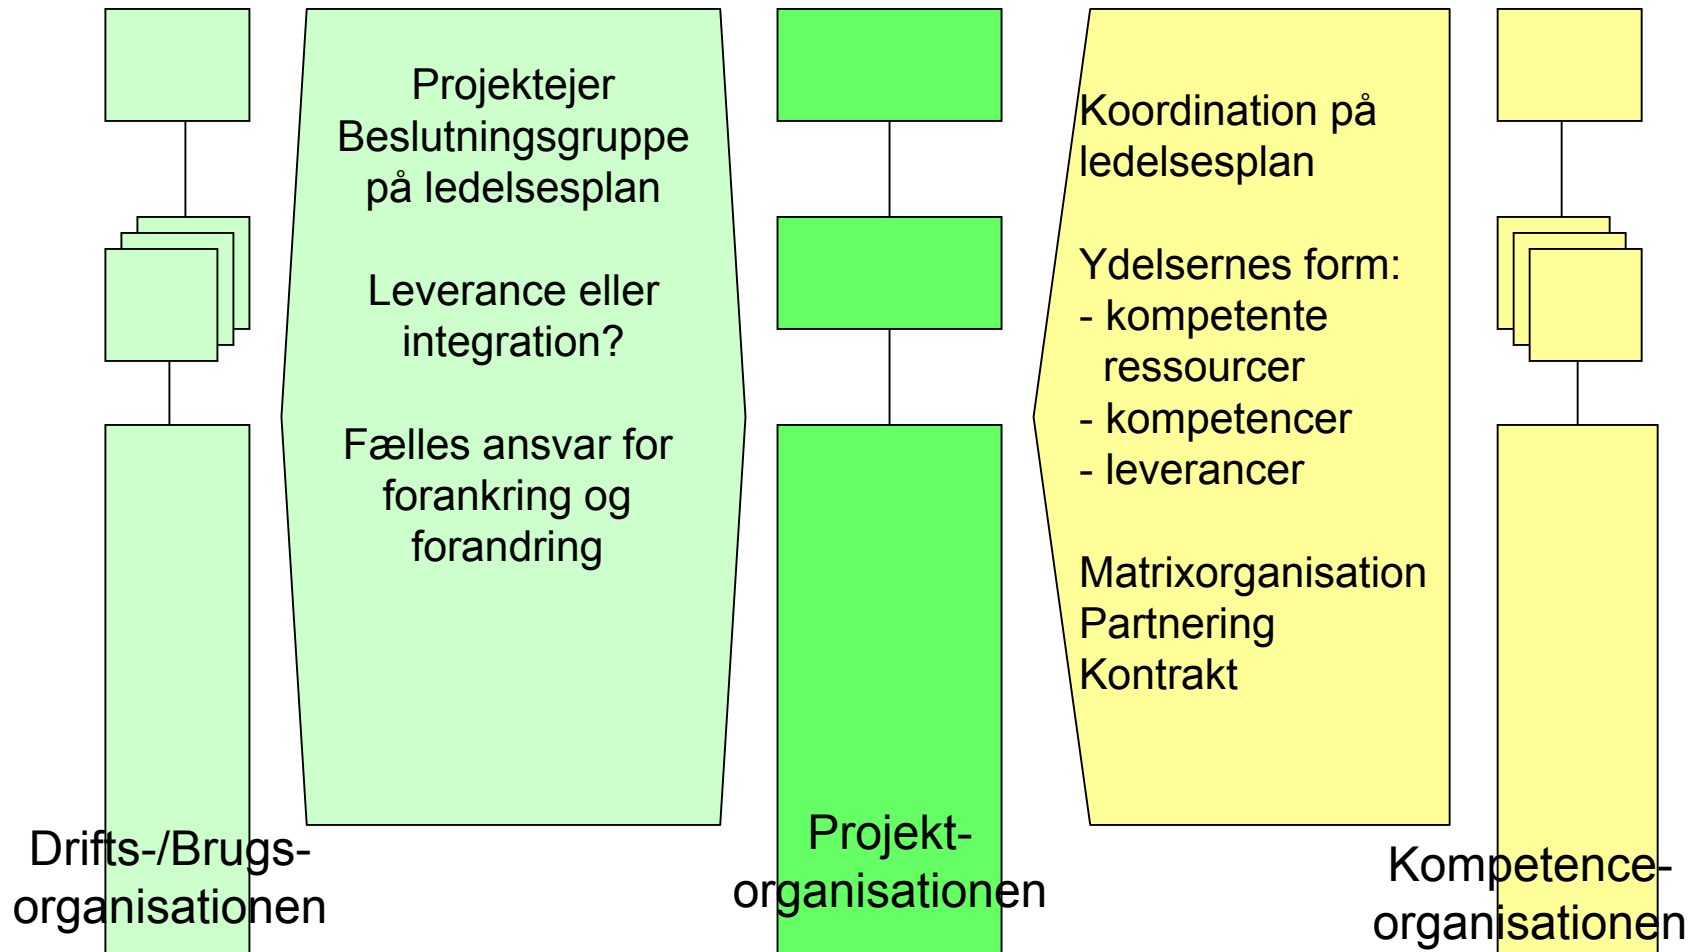 Projektejer
Beslutningsgruppe
på ledelsesplan
Leverance eller
integration?
Fælles ansvar for
forankring og
forandring
Koordination på
ledelsesplan
Ydelsernes form:
- kompetente
ressourcer
- kompetencer
- leverancer
Matrixorganisation
Partnering
Kontrakt
Drifts-/Brugs-
organisationen
Projekt-
organisationen
Kompetence-
organisationen